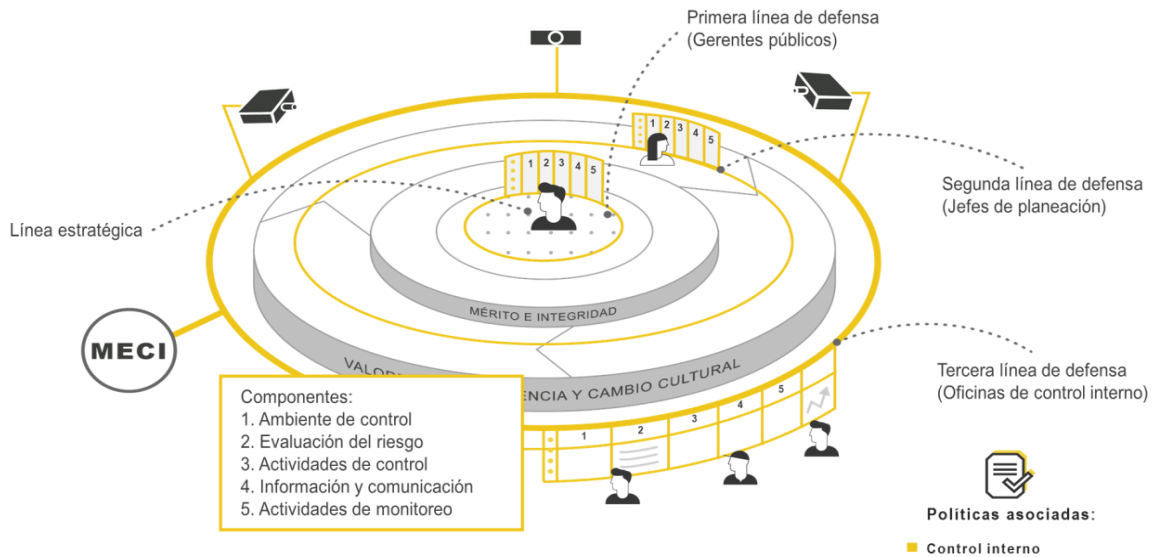 Primera línea de defensa
(Gerentes públicos)
1 2 3 4 5
1 2 3 4 5
Segunda línea de defensa
(Jefes de planeación)
Línea estratégica
MÉRITO E INTEGRIDAD
MECI
CAMBIO CULTURAL
Tercera línea de defensa
(Oficinas de control interno)
Componentes:
1. Ambiente de control
2. Evaluación del riesgo
3. Actividades de control
4. Información y comunicación
5. Actividades de monitoreo
1 2 3 4 5
Políticas asociadas:
Control interno